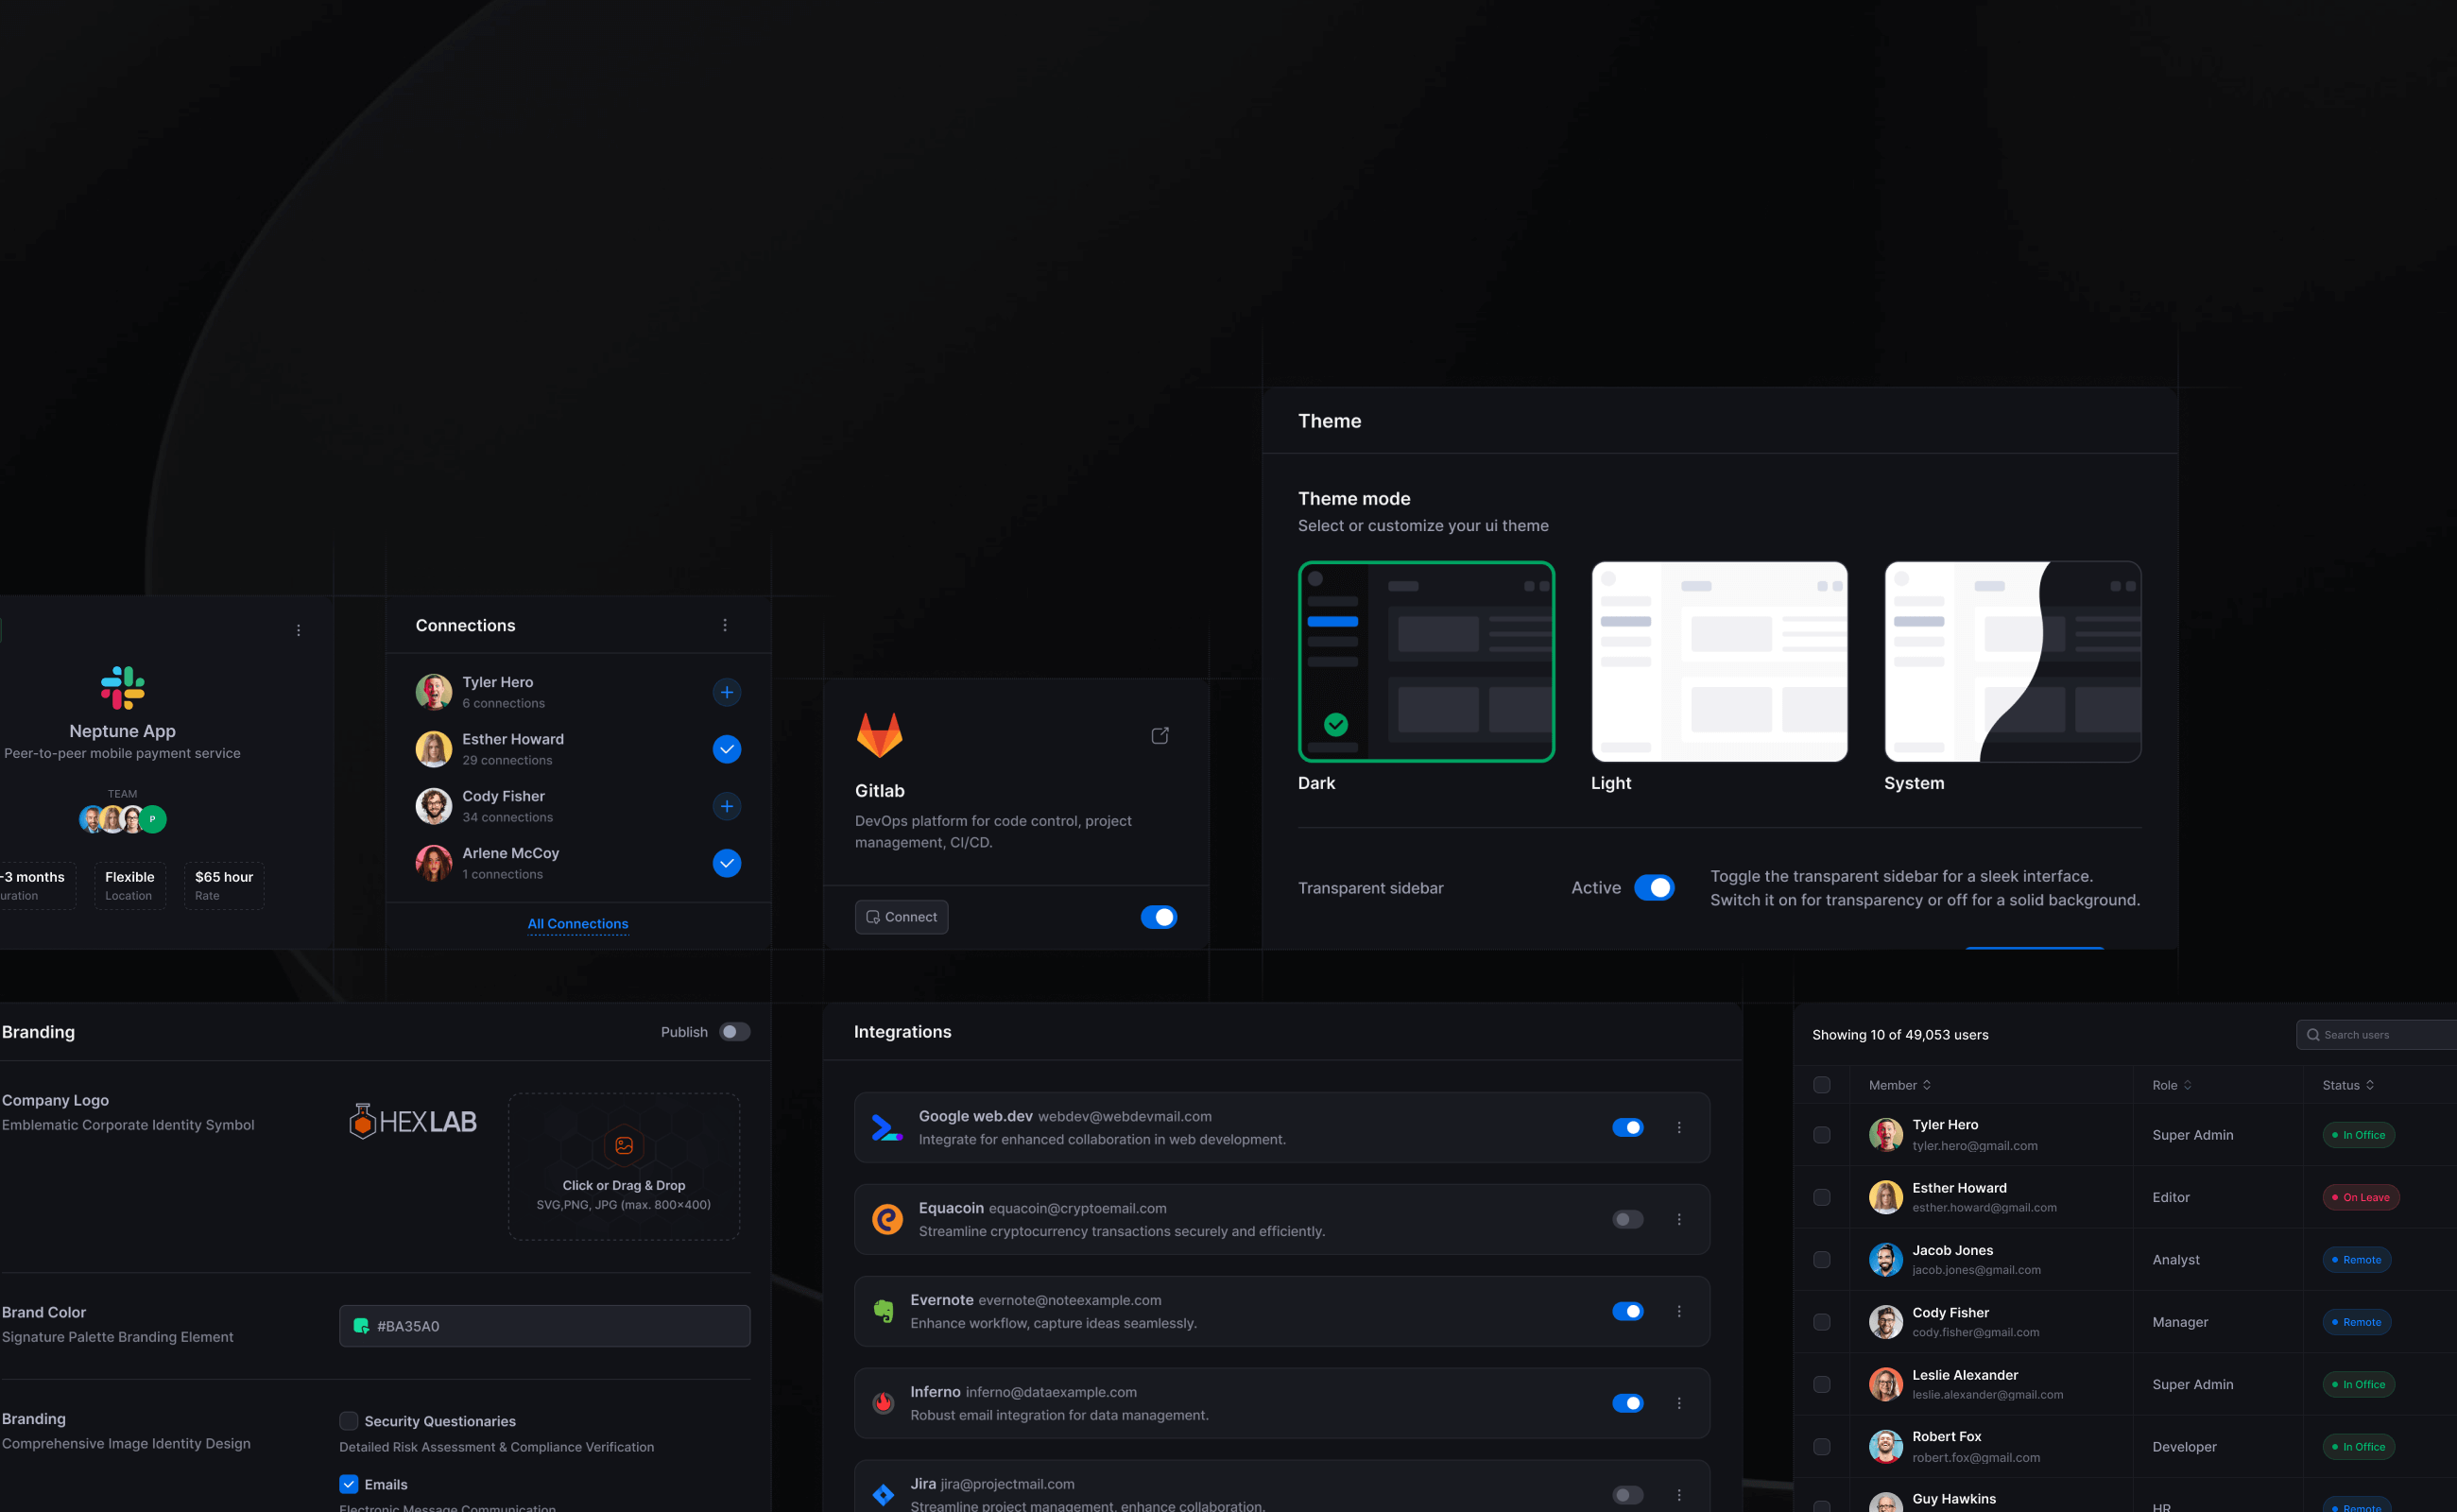 Theme
Theme mode
Select or customize your ui theme
Dark
Light
System
Transparent sidebar
Active
Toggle the transparent sidebar for a sleek interface.
Switch it on for transparency or off for a solid background.
Neptune App
Peer-to-peer mobile payment service
TEAM
P
-3 months
uration
Flexible
Location
$65 hour
Rate
Connections
Tyler Hero
6 connections
Esther Howard
29 connections
Cody Fisher
34 connections
Arlene McCoy
1 connections
All Connections
Gitlab
DevOps platform for code control, project
management, CI/CD.
Connect
Branding
Publish
Company Logo
Emblematic Corporate Identity Symbol
HEXLAB
Click or Drag & Drop
SVG,PNG, JPG (max. 800×400)
Brand Color
Signature Palette Branding Element
#BA35A0
Branding
Comprehensive Image Identity Design
Security Questionaries
Detailed Risk Assessment & Compliance Verification
Emails
Electronic Message Communication
Integrations
Google web.dev webdev@webdevmail.com
Integrate for enhanced collaboration in web development.
Equacoin equacoin@cryptoemail.com
Streamline cryptocurrency transactions securely and efficiently.
Evernote evernote@noteexample.com
Enhance workflow, capture ideas seamlessly.
Inferno inferno@dataexample.com
Robust email integration for data management.
Jira jira@projectmail.com
Streamline project management, enhance collaboration.
Showing 10 of 49,053 users
Search users
Member
Role
Status
Tyler Hero
tyler.hero@gmail.com
Super Admin
In Office
Esther Howard
esther.howard@gmail.com
Editor
On Leave
Jacob Jones
jacob.jones@gmail.com
Analyst
Remote
Cody Fisher
cody.fisher@gmail.com
Manager
Remote
Leslie Alexander
leslie.alexander@gmail.com
Super Admin
In Office
Robert Fox
robert.fox@gmail.com
Developer
In Office
Guy Hawkins
HR
Remote